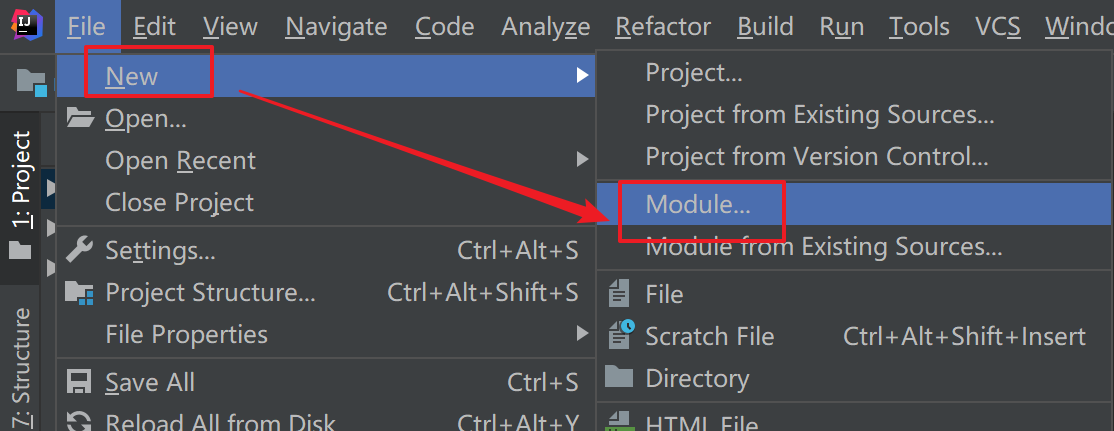 IJ
File Edit View Navigate Code Analyze Refactor Build Run Tools VCS Windo
New
Open...
Open Recent
Close Project
Settings... Ctrl+Alt+S
Project Structure... Ctrl+Alt+Shift+S
File Properties
Save All Ctrl+S
Reload All from Disk Ctrl+Alt+Y
Project...
Project from Existing Sources...
Project from Version Control...
Module...
Module from Existing Sources...
File
Scratch File Ctrl+Alt+Shift+Insert
Directory
HTML File
1: Project
7: Structure